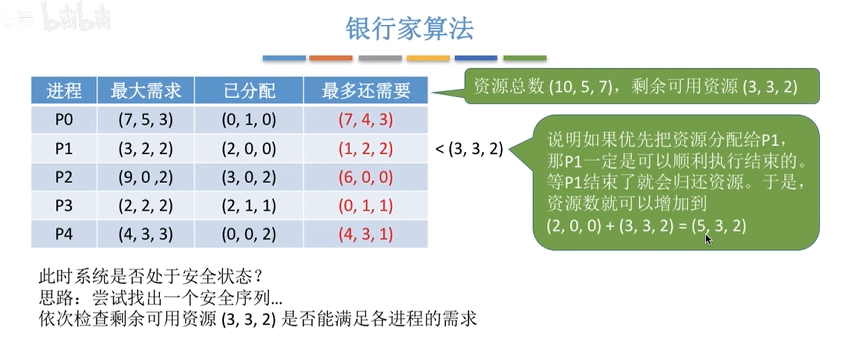 bilibili
银行家算法
进程 最大需求 已分配 最多还需要
P0 (7, 5, 3) (0, 1, 0) (7, 4, 3)
P1 (3, 2, 2) (2, 0, 0) (1, 2, 2)
P2 (9, 0 ,2) (3, 0, 2) (6, 0, 0)
P3 (2, 2, 2) (2, 1, 1) (0, 1, 1)
P4 (4, 3, 3) (0, 0, 2) (4, 3, 1)
资源总数 (10, 5, 7)，剩余可用资源 (3, 3, 2)
< (3, 3, 2)
说明如果优先把资源分配给P1，
那P1一定是可以顺利执行结束的。
等P1结束了就会归还资源。于是，
资源数就可以增加到
(2, 0, 0) + (3, 3, 2) = (5, 3, 2)
此时系统是否处于安全状态？
思路：尝试找出一个安全序列...
依次检查剩余可用资源 (3, 3, 2) 是否能满足各进程的需求